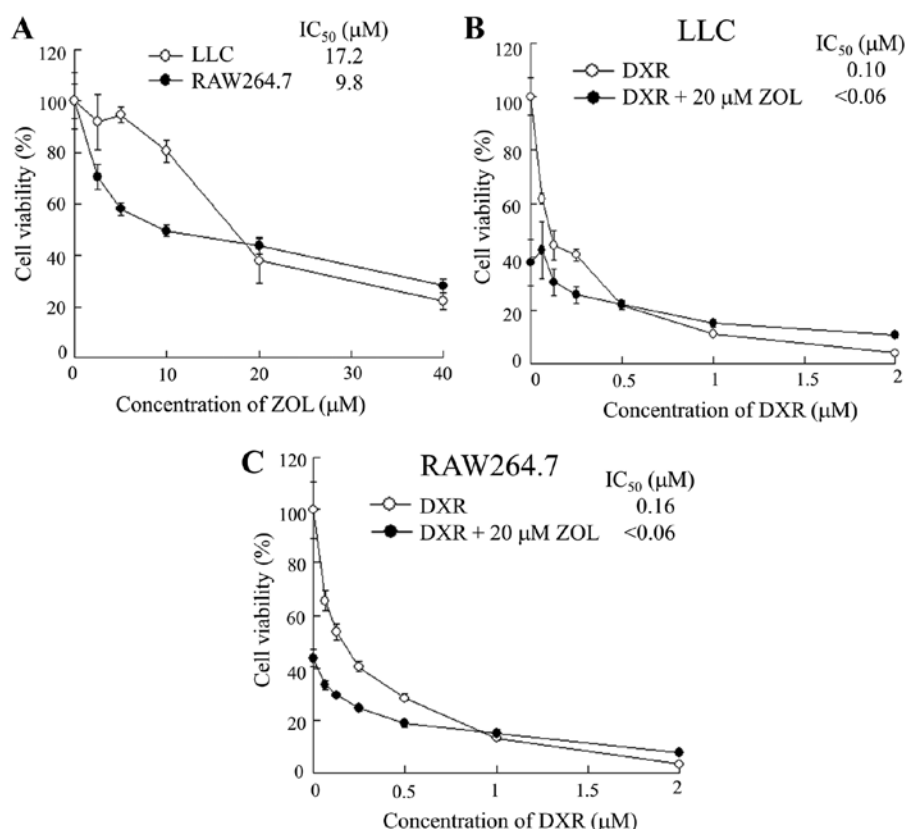 A
IC50 (μM)
LLC 17.2
RAW264.7 9.8
120
100
80
60
40
20
0
Cell viability (%)
0 10 20 30 40
Concentration of ZOL (μM)
B
LLC
IC50 (μM)
DXR 0.10
DXR + 20 μM ZOL <0.06
120
100
80
60
40
20
0
Cell viability (%)
0 0.5 1 1.5 2
Concentration of DXR (μM)
C
RAW264.7
IC50 (μM)
DXR 0.16
DXR + 20 μM ZOL <0.06
120
100
80
60
40
20
0
Cell viability (%)
0 0.5 1 1.5 2
Concentration of DXR (μM)